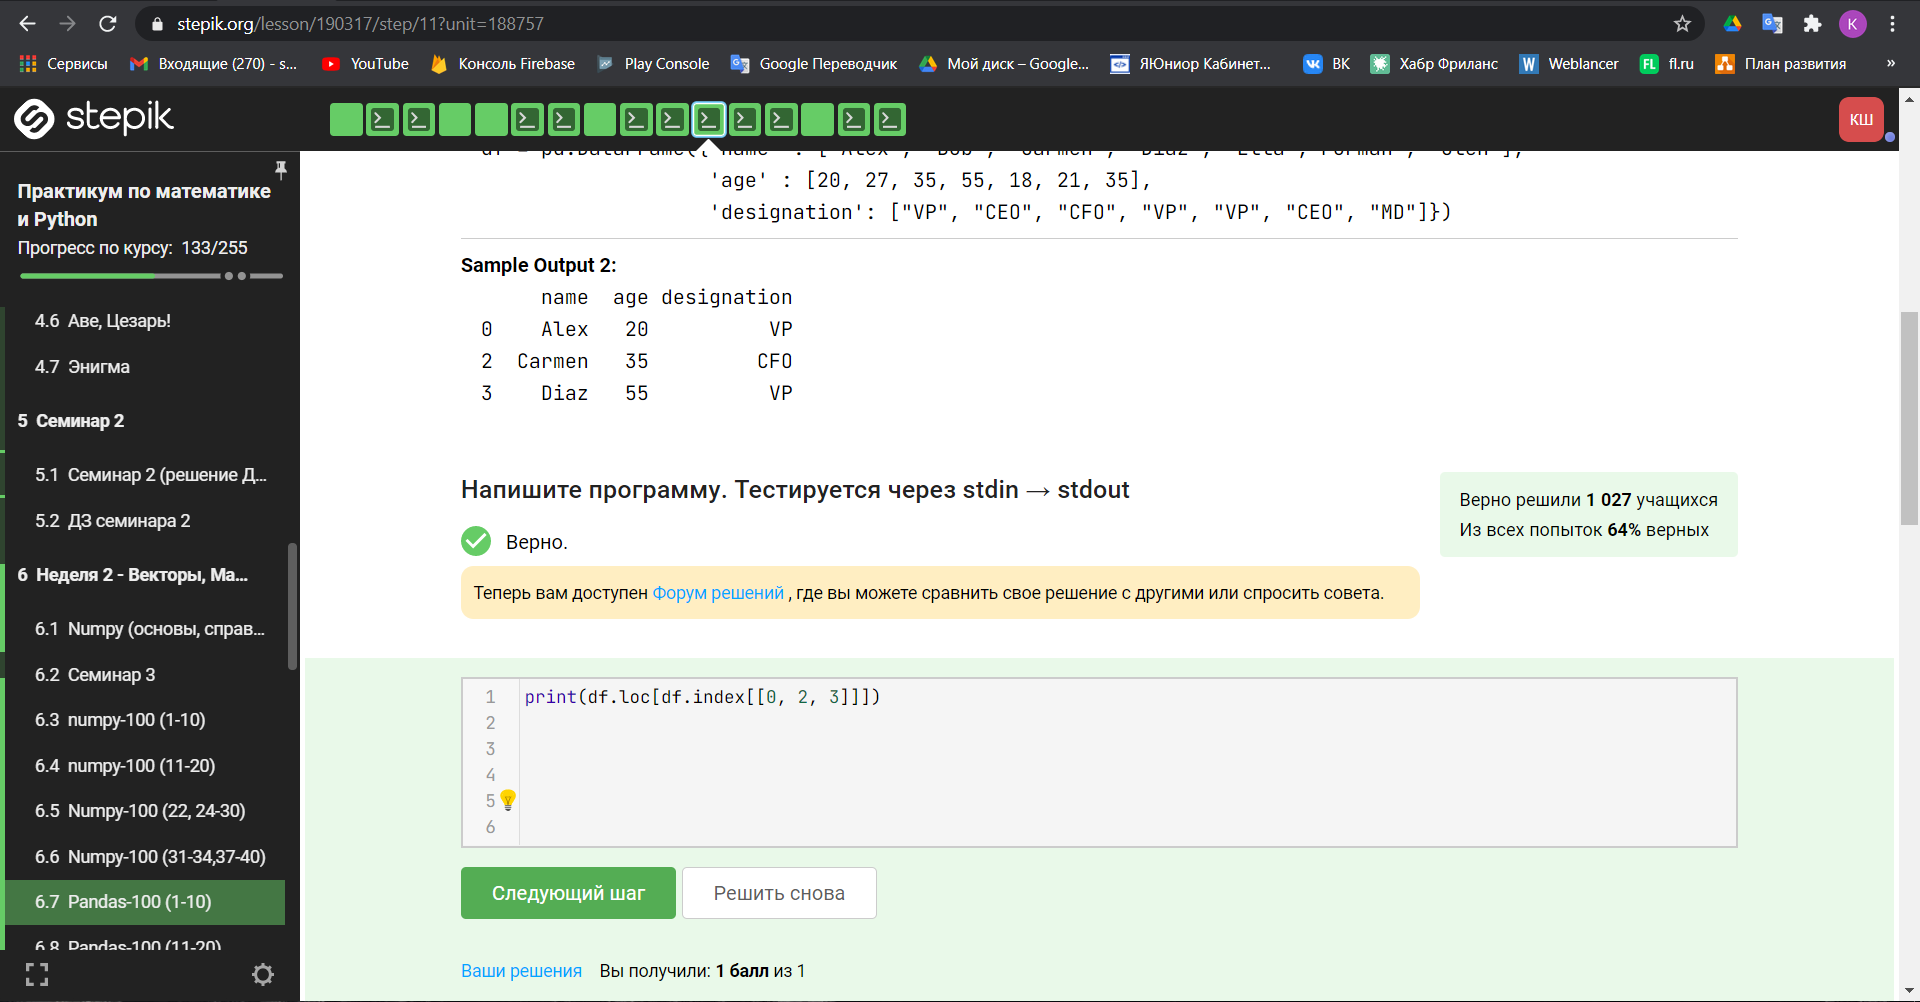 stepik.org/lesson/190317/step/11?unit=188757
K
Сервисы
Входящие (270) - s...
YouTube
Консоль Firebase
Play Console
Google Переводчик
Мой диск – Google...
ЯЮниор Кабинет...
ВК
Хабр Фриланс
Weblancer
fl.ru
План развития
»
stepik
КШ
Практикум по математике
и Python
Прогресс по курсу: 133/255
4.6 Аве, Цезарь!
4.7 Энигма
5 Семинар 2
5.1 Семинар 2 (решение Д...
5.2 ДЗ семинара 2
6 Неделя 2 - Векторы, Ма...
6.1 Numpy (основы, справ...
6.2 Семинар 3
6.3 numpy-100 (1-10)
6.4 numpy-100 (11-20)
6.5 Numpy-100 (22, 24-30)
6.6 Numpy-100 (31-34,37-40)
6.7 Pandas-100 (1-10)
6.8 Pandas-100 (11-20)
'age' : [20, 27, 35, 55, 18, 21, 35],
'designation': ["VP", "CEO", "CFO", "VP", "VP", "CEO", "MD"]})
Sample Output 2:
name age designation
0 Alex 20 VP
2 Carmen 35 CFO
3 Diaz 55 VP
Напишите программу. Тестируется через stdin → stdout
Верно решили 1 027 учащихся
Из всех попыток 64% верных
Верно.
Теперь вам доступен Форум решений , где вы можете сравнить свое решение с другими или спросить совета.
1 print(df.loc[df.index[[0, 2, 3]]])
2
3
4
5
6
Следующий шаг
Решить снова
Ваши решения Вы получили: 1 балл из 1